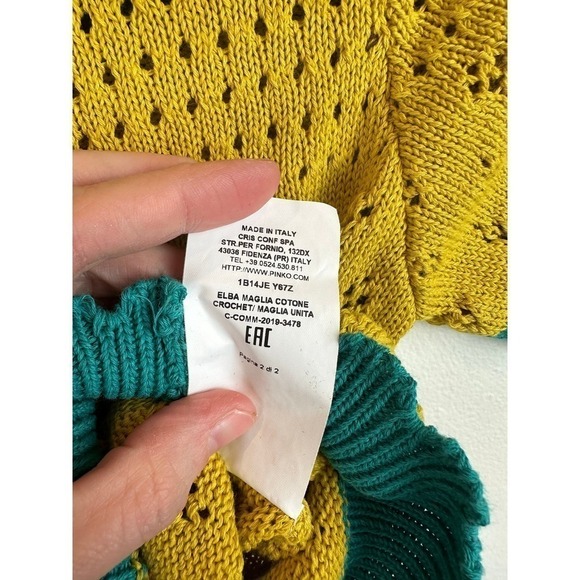 MADE IN ITALY
CRIS CONF SPA
STR.PER FORNIO, 132DX
43036 FIDENZA (PR) ITALY
TEL +39 0524.530.811
HTTP://WWW.PINKO.COM
1B14JE Y67Z
ELBA MAGLIA COTONE
CROCHET/ MAGLIA UNITA
C-COMM-2019-3478
EAC
Pagina 2 di 2